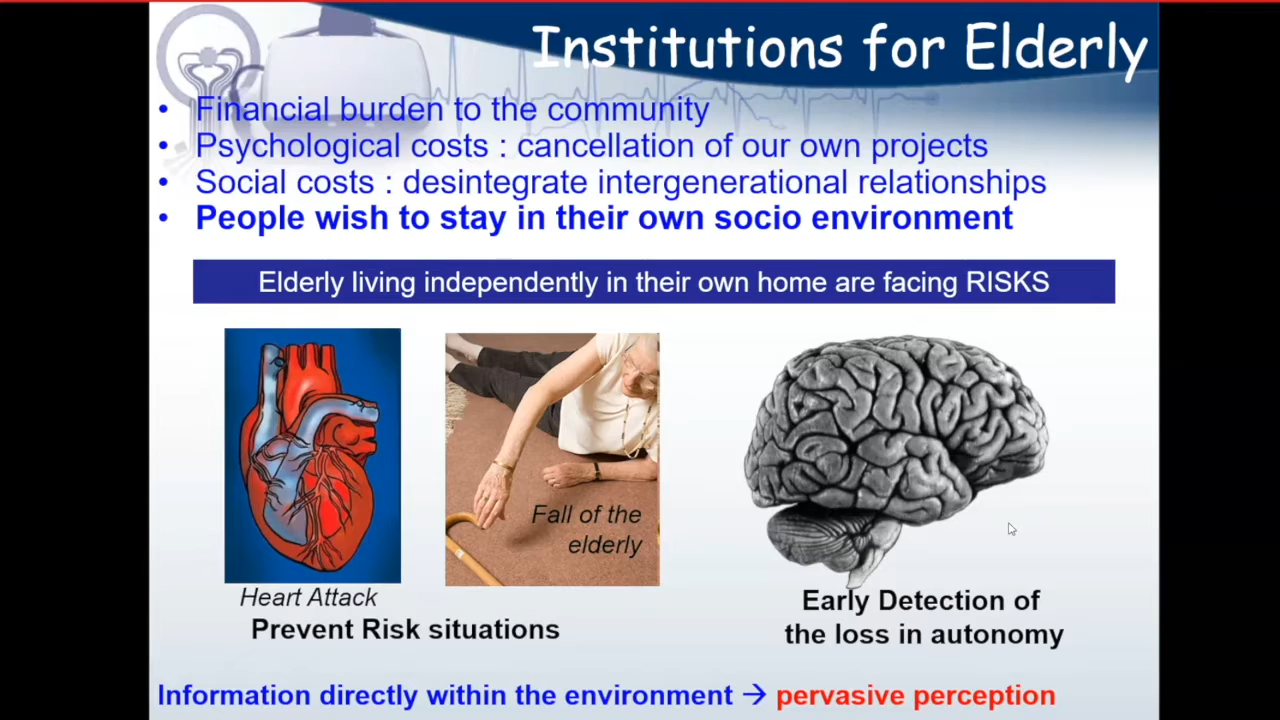 Institutions for Elderly
• Financial burden to the community
• Psychological costs : cancellation of our own projects
• Social costs : desintegrate intergenerational relationships
• People wish to stay in their own socio environment
Elderly living independently in their own home are facing RISKS
Fall of the
elderly
Heart Attack
Prevent Risk situations
Early Detection of
the loss in autonomy
Information directly within the environment → pervasive perception